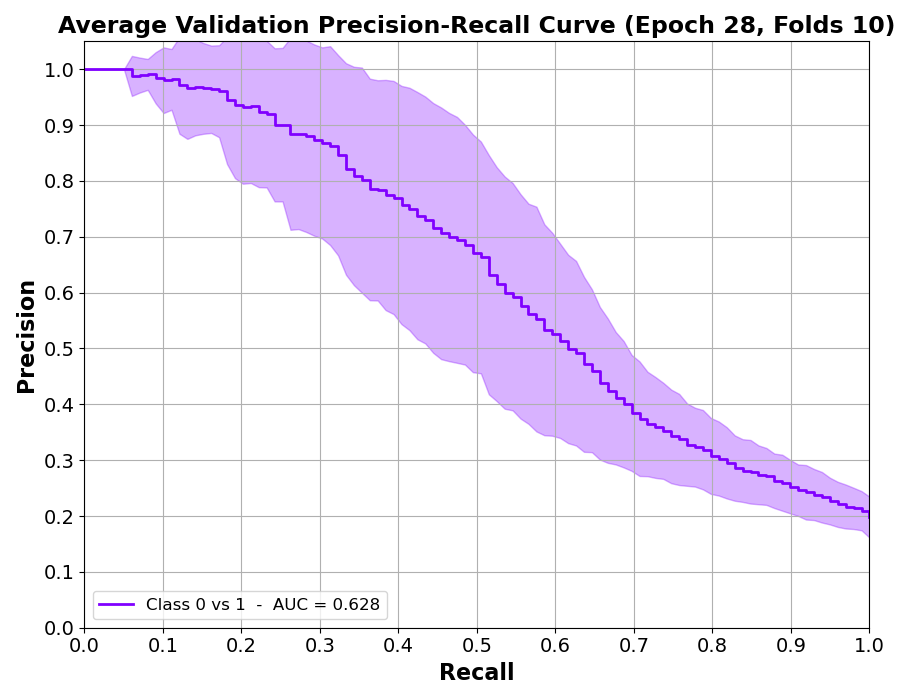 Average Validation Precision-Recall Curve (Epoch 28, Folds 10)
1.0
0.9
0.8
0.7
0.6
0.5
0.4
0.3
0.2
0.1
0.0
Precision
Class 0 vs 1 - AUC = 0.628
0.0 0.1 0.2 0.3 0.4 0.5 0.6 0.7 0.8 0.9 1.0
Recall